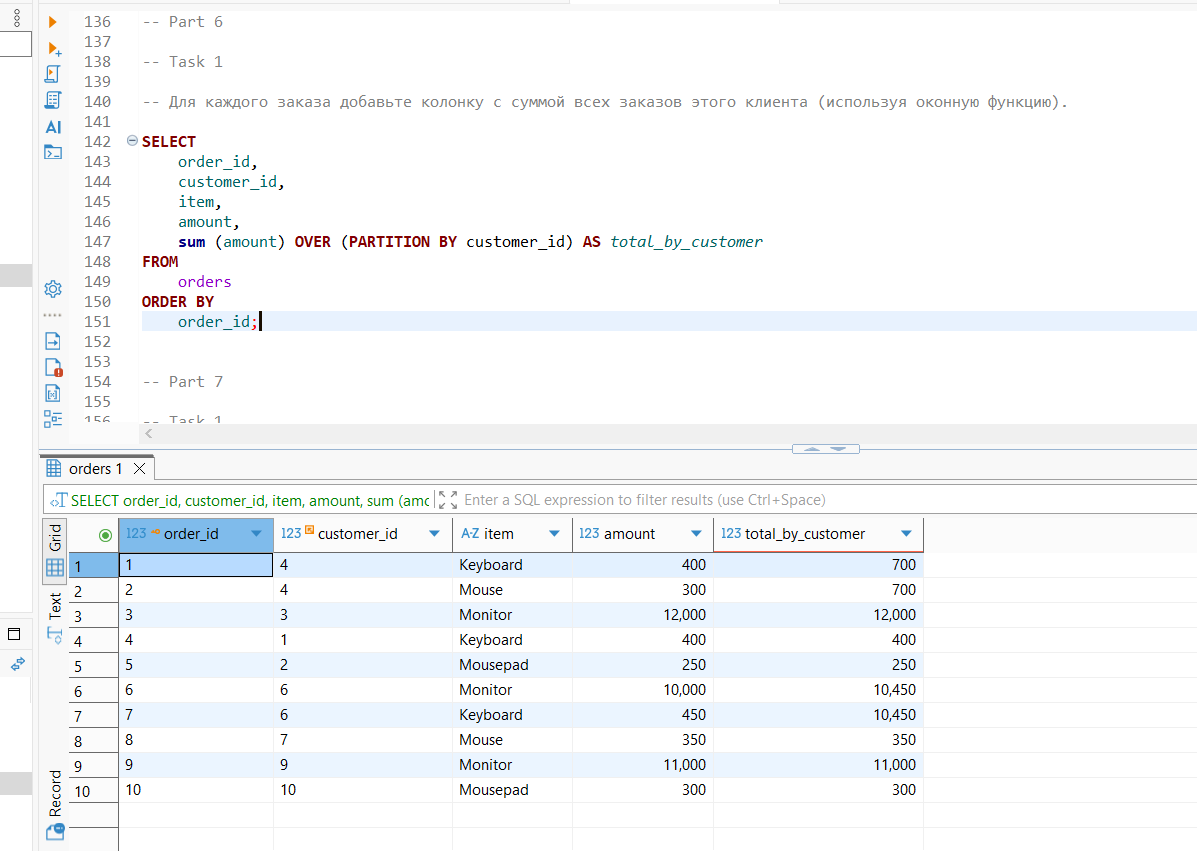 136 -- Part 6
137
138 -- Task 1
139
140 -- Для каждого заказа добавьте колонку с суммой всех заказов этого клиента (используя оконную функцию).
141
142 SELECT
143 order_id,
144 customer_id,
145 item,
146 amount,
147 sum (amount) OVER (PARTITION BY customer_id) AS total_by_customer
148 FROM
149 orders
150 ORDER BY
151 order_id;
152
153
154 -- Part 7
155
156 -- Task 1
AI
orders 1
SELECT order_id, customer_id, item, amount, sum (amo Enter a SQL expression to filter results (use Ctrl+Space)
Grid
Text
Record
123 order_id 123 customer_id A-Z item 123 amount 123 total_by_customer
1 1 4 Keyboard 400 700
2 2 4 Mouse 300 700
3 3 3 Monitor 12,000 12,000
4 4 1 Keyboard 400 400
5 5 2 Mousepad 250 250
6 6 6 Monitor 10,000 10,450
7 7 6 Keyboard 450 10,450
8 8 7 Mouse 350 350
9 9 9 Monitor 11,000 11,000
10 10 10 Mousepad 300 300